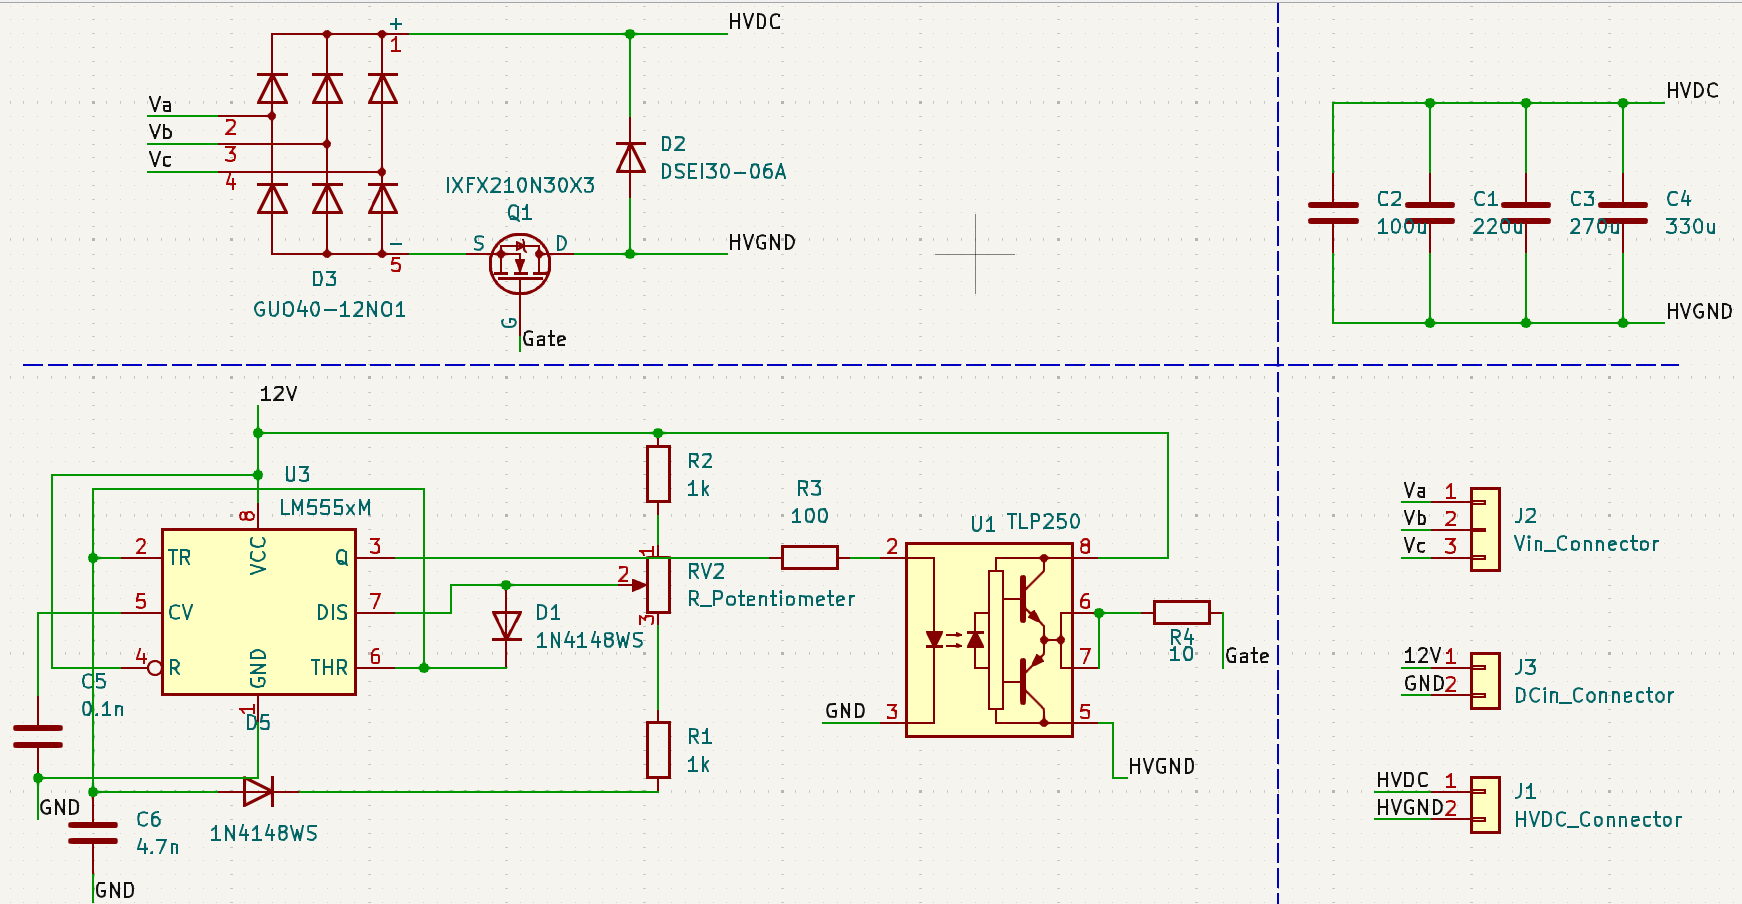 HVDC
+
1
Va
2
Vb
3
Vc
4
D2
DSEI30-06A
IXFX210N30X3
Q1
S
D
HVGND
-
5
D3
GUO40-12NO1
G
Gate
HVDC
C2
100u
C1
220u
C3
270u
C4
330u
HVGND
12V
U3
LM555xM
8
VCC
2
TR
Q
3
5
CV
DIS
7
4
R
THR
6
GND
1
C5
0.1n
D5
GND
C6
4.7n
1N4148WS
GND
D1
1N4148WS
R2
1k
1
2
3
RV2
R_Potentiometer
R1
1k
R3
100
U1
TLP250
2
3
GND
8
6
7
5
HVGND
R4
10
Gate
Va
1
Vb
2
Vc
3
J2
Vin_Connector
12V
1
GND
2
J3
DCin_Connector
HVDC
1
HVGND
2
J1
HVDC_Connector